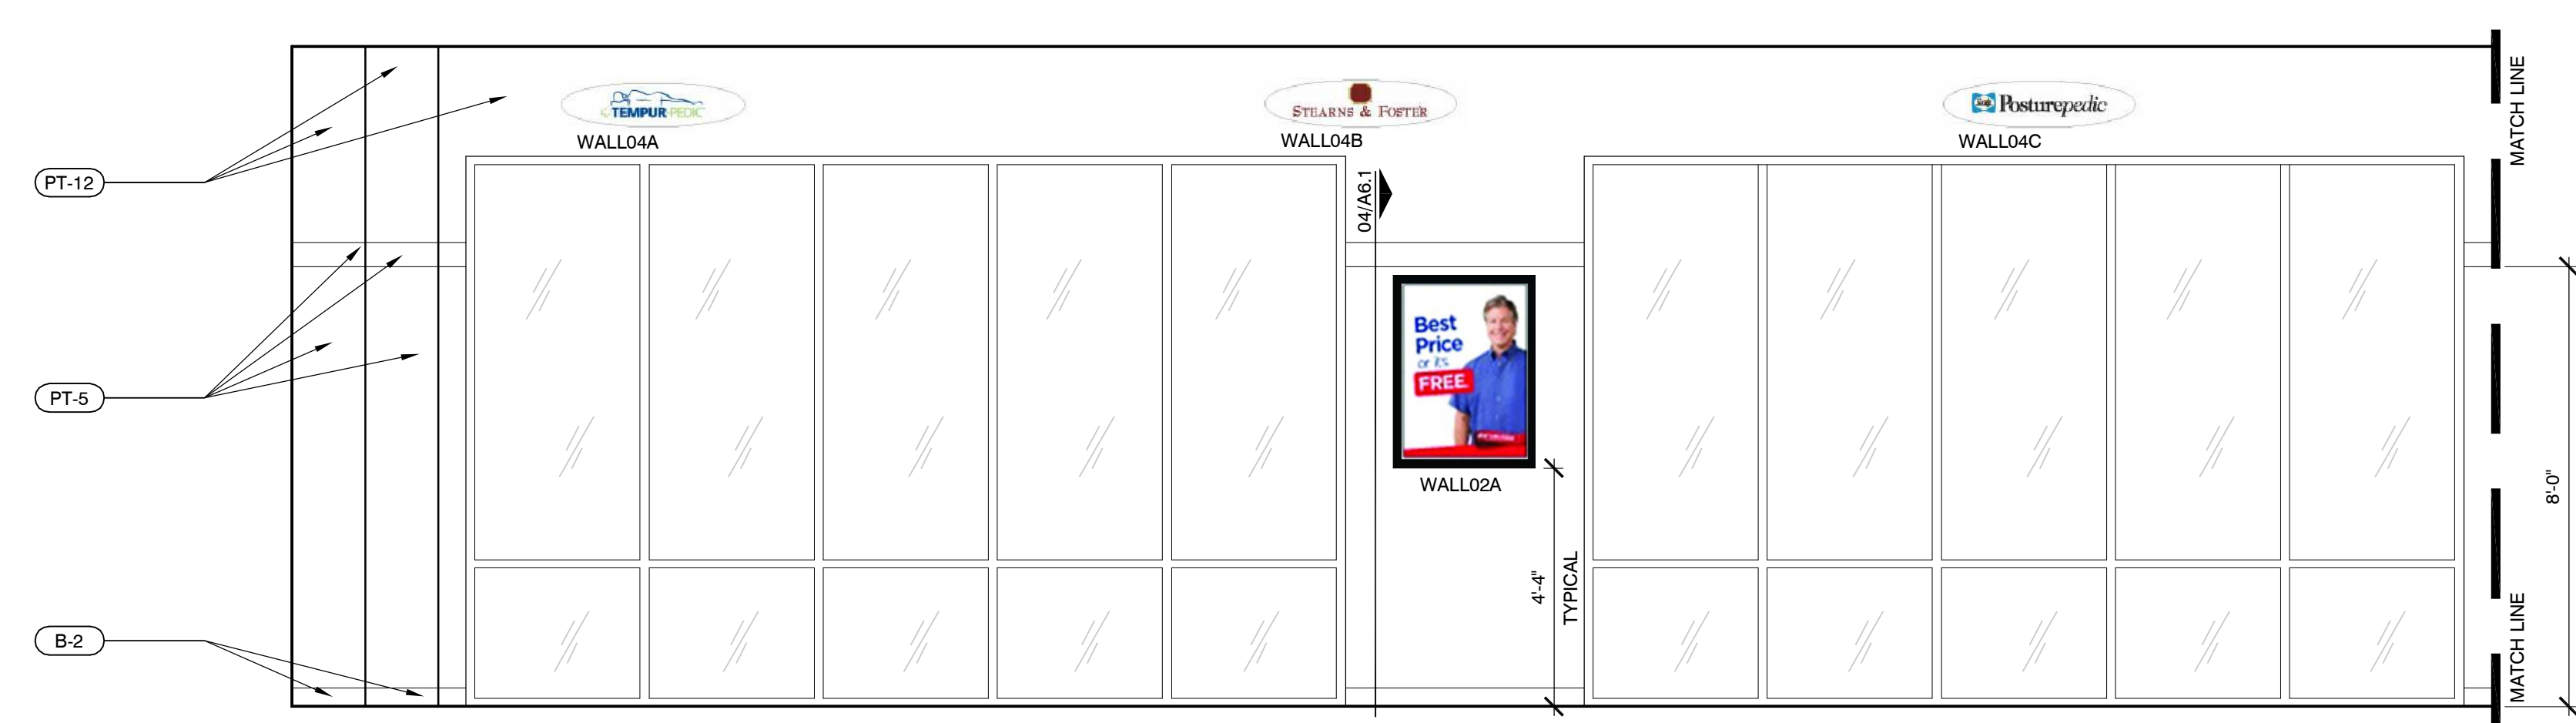 TEMPUR-PEDIC
WALL04A
STEARNS & FOSTER
WALL04B
Sealy Posturepedic
WALL04C
MATCH LINE
PT-12
04/A6.1
Best
Price
or it's
FREE.
PT-5
WALL02A
8'-0"
4'-4"
TYPICAL
B-2
MATCH LINE